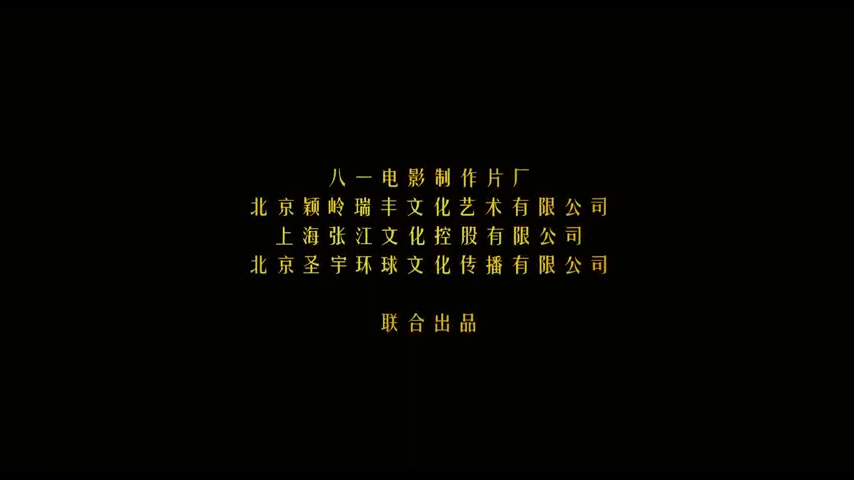 八一电影制作片厂
北京颖岭瑞丰文化艺术有限公司
上海张江文化控股有限公司
北京圣宇环球文化传播有限公司
联合出品